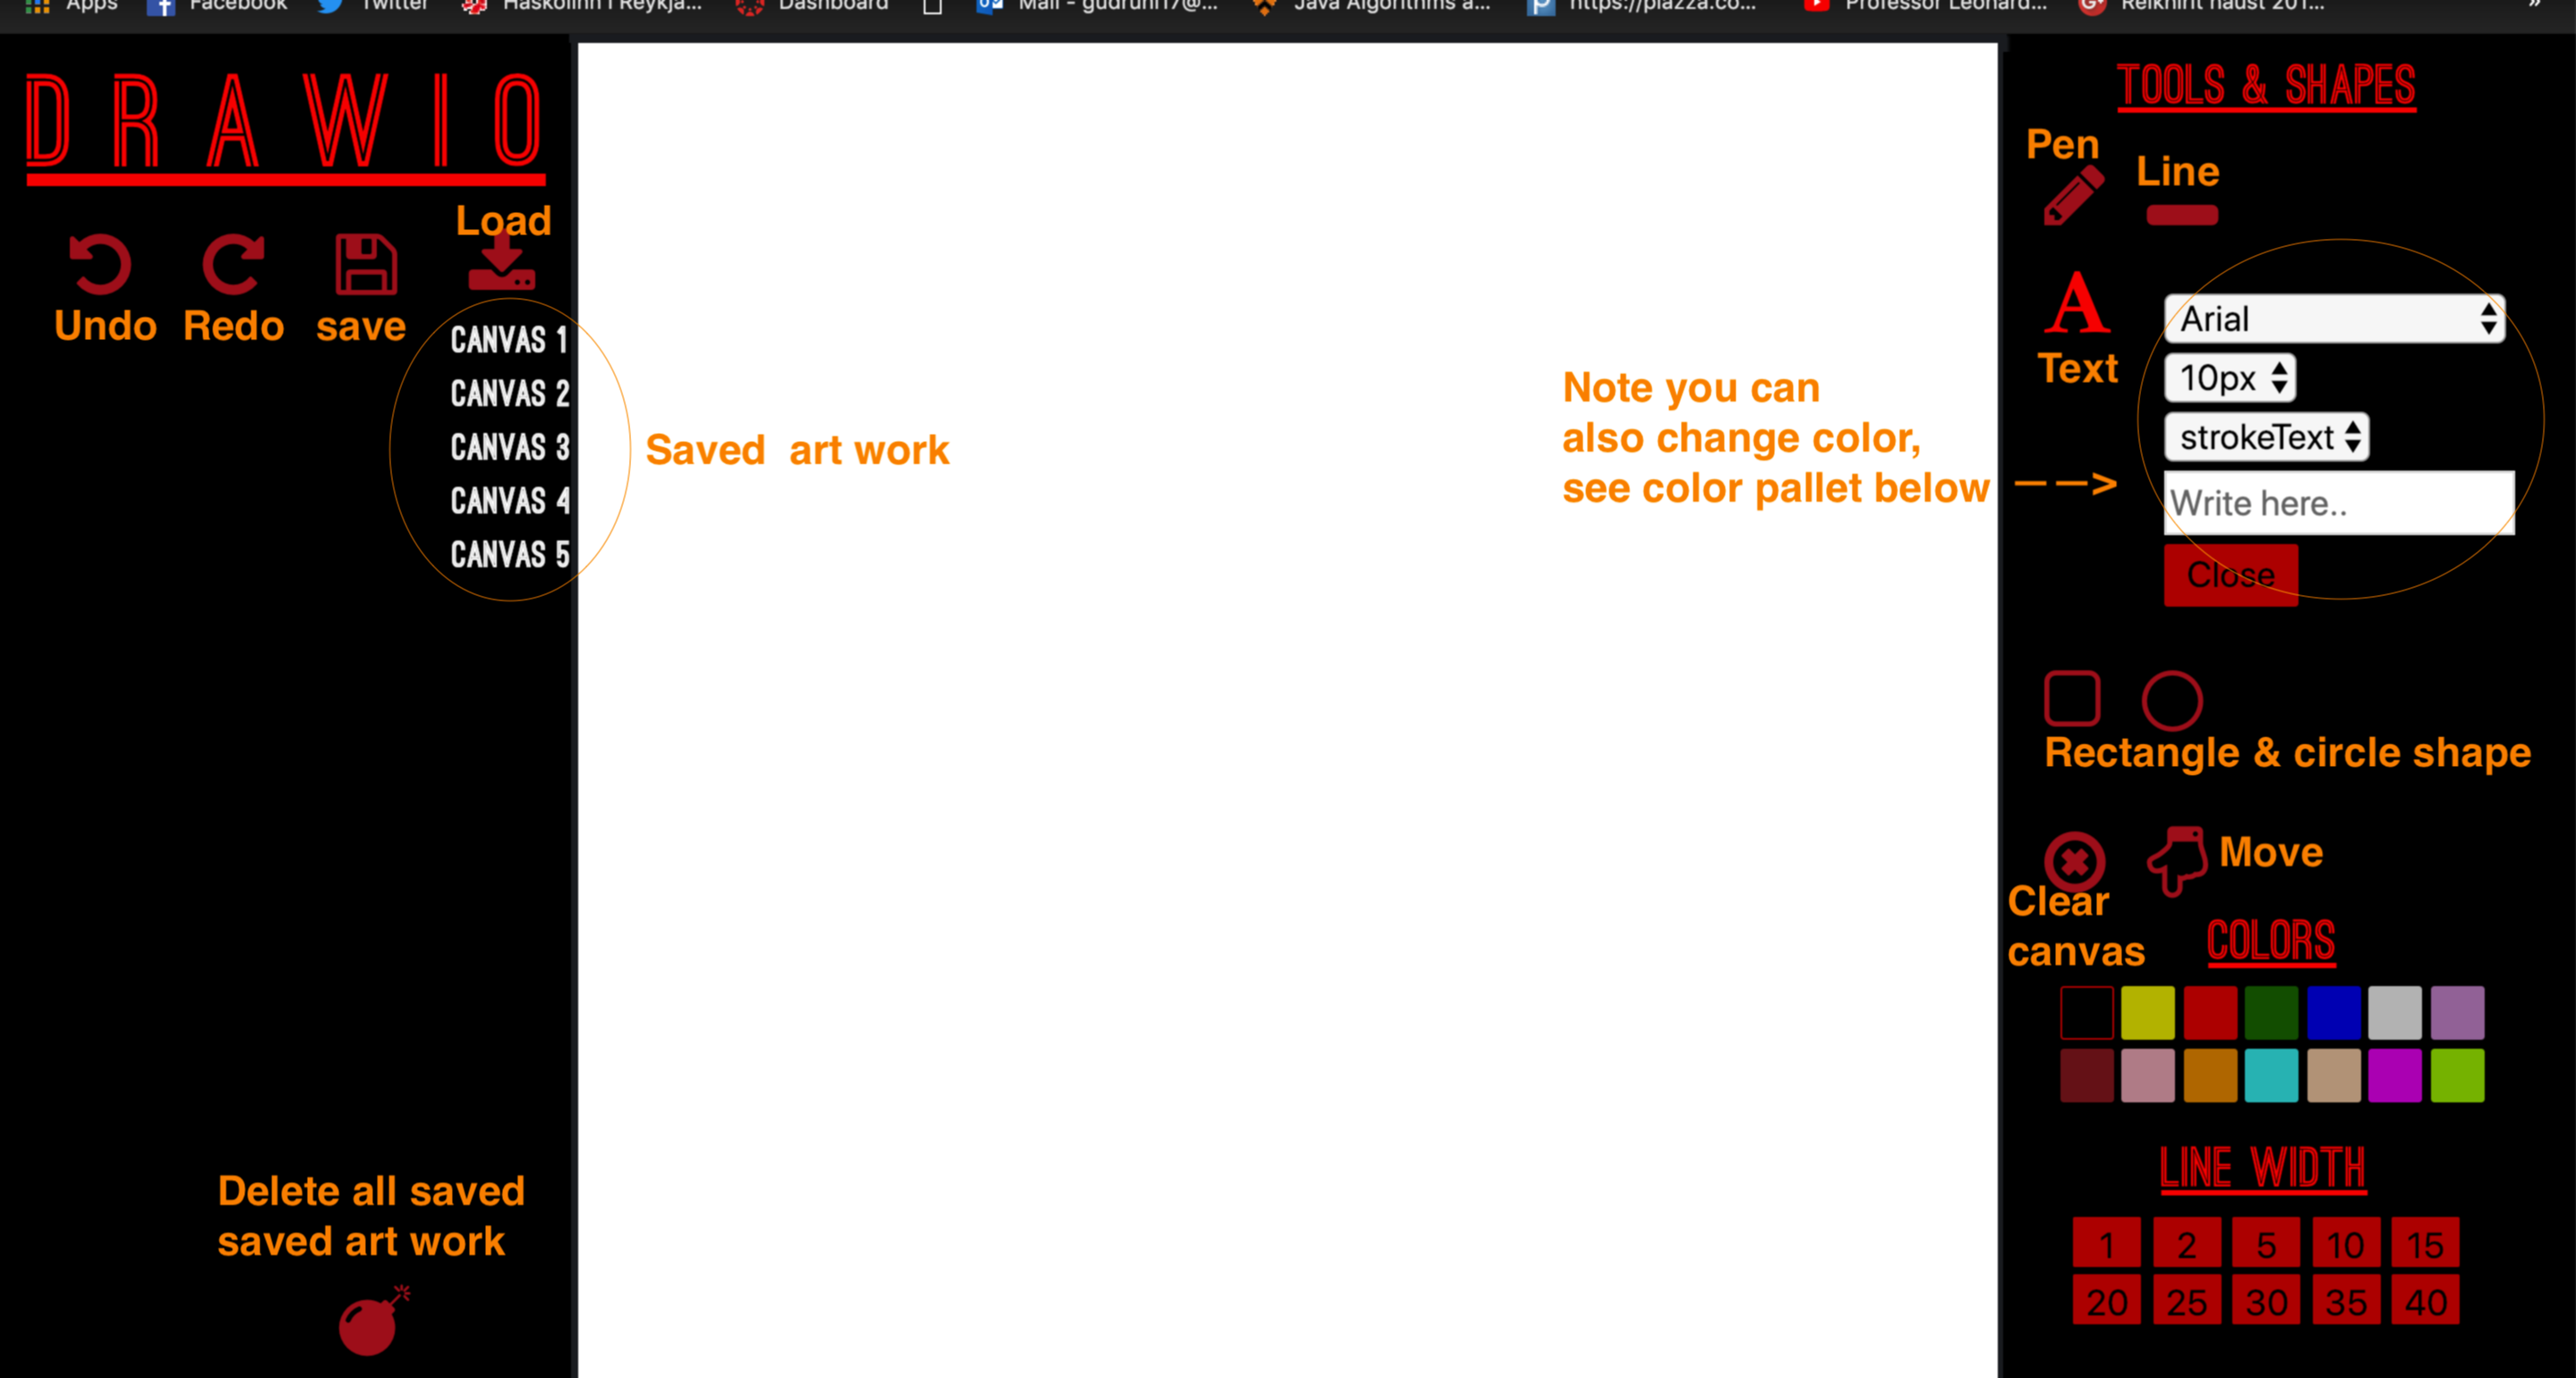 Apps Facebook Twitter Háskólinn í Reykja... Dashboard Mail - gudrunh17@... Java Algorithms a... https://piazza.co... Professor Leonard... Reiknirit haust 201... »
D R A W I O
Load
Undo Redo save
CANVAS 1
CANVAS 2
CANVAS 3
CANVAS 4
CANVAS 5
Saved art work
Delete all saved
saved art work
Note you can
also change color,
see color pallet below
——>
TOOLS & SHAPES
Pen
Line
A
Text
Arial
10px
strokeText
Write here..
Close
Rectangle & circle shape
Move
Clear
canvas
COLORS
LINE WIDTH
1 2 5 10 15
20 25 30 35 40